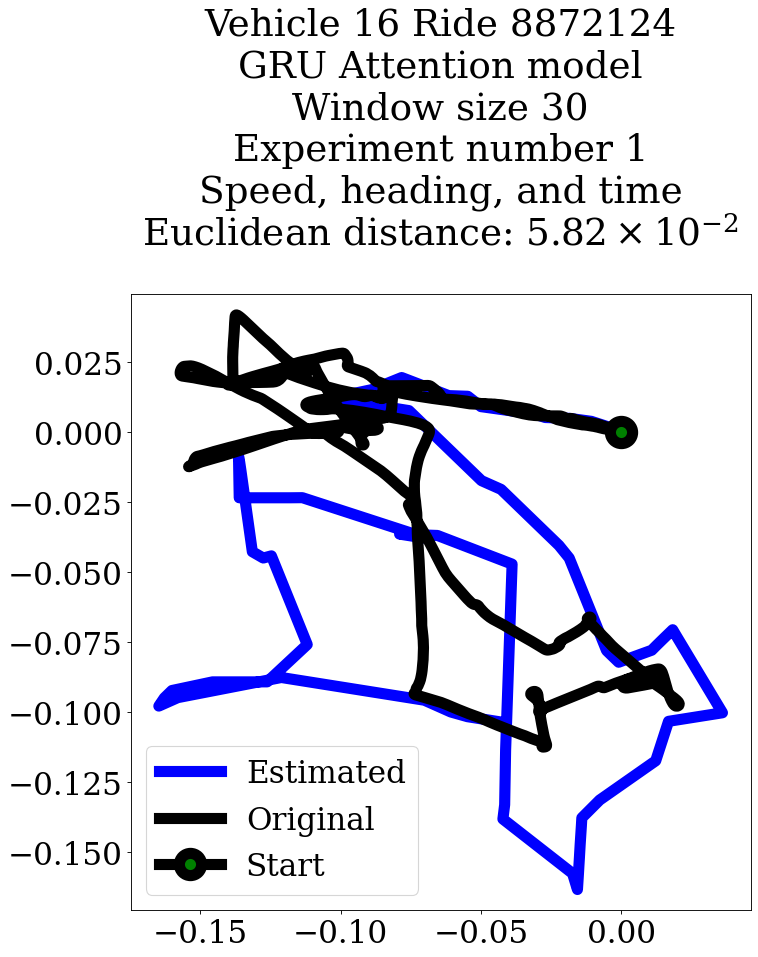 Vehicle 16 Ride 8872124
GRU Attention model
Window size 30
Experiment number 1
Speed, heading, and time
Euclidean distance: 5.82 × 10⁻²
0.025
0.000
−0.025
−0.050
−0.075
−0.100
−0.125
−0.150
Estimated
Original
Start
−0.15 −0.10 −0.05 0.00